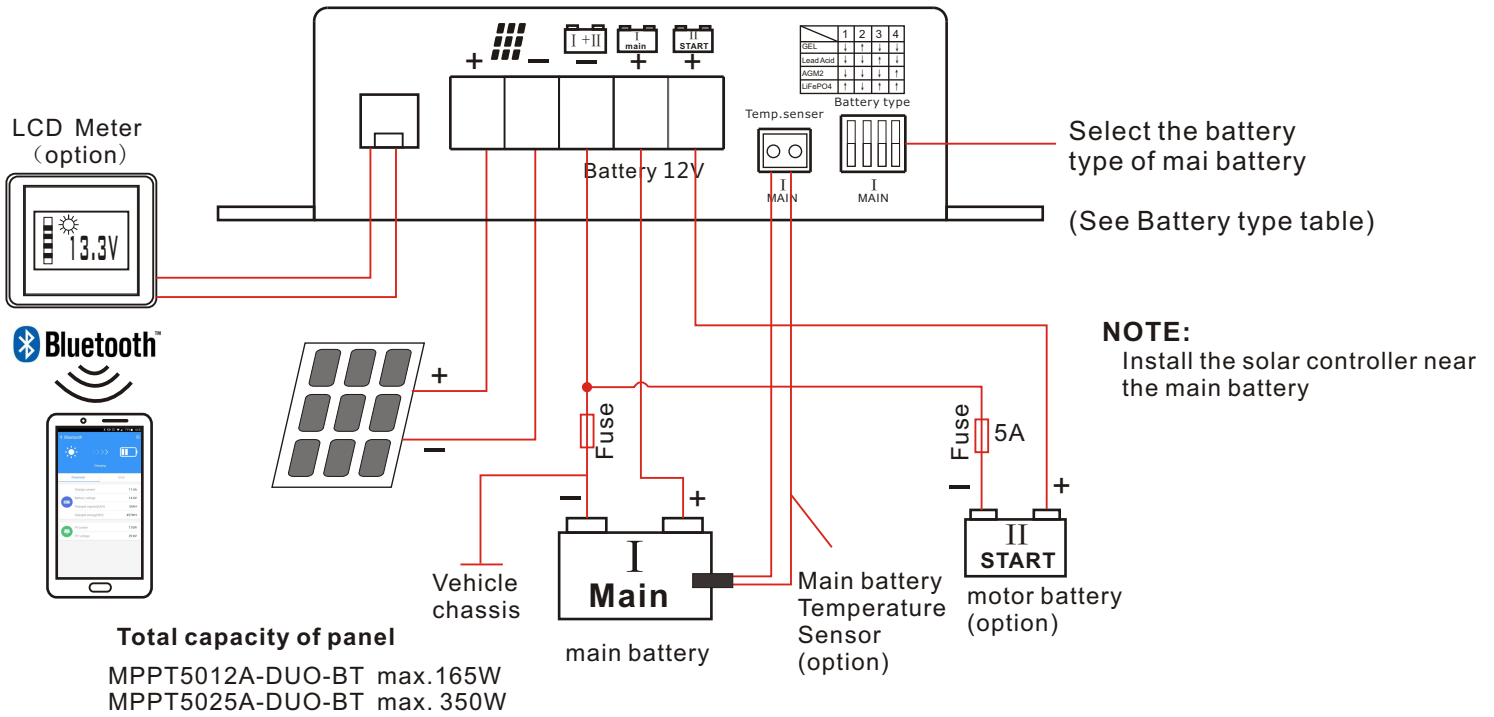 +
–
I +II
–
I
main
+
II
START
+
1 2 3 4
GEL ↓ ↑ ↓ ↓
Lead Acid ↓ ↓ ↑ ↓
AGM2 ↓ ↓ ↓ ↑
LiFePO4 ↑ ↓ ↑ ↑
Battery type
Temp.senser
Battery 12V
I
MAIN
I
MAIN
LCD Meter
（option）
13.3V
Select the battery
type of mai battery
(See Battery type table)
NOTE:
Install the solar controller near
the main battery
Bluetooth™
+
–
Fuse
Fuse
5A
–
+
–
+
I
Main
II
START
Vehicle
chassis
main battery
Main battery
Temperature
Sensor
(option)
motor battery
(option)
Total capacity of panel
MPPT5012A-DUO-BT max.165W
MPPT5025A-DUO-BT max. 350W